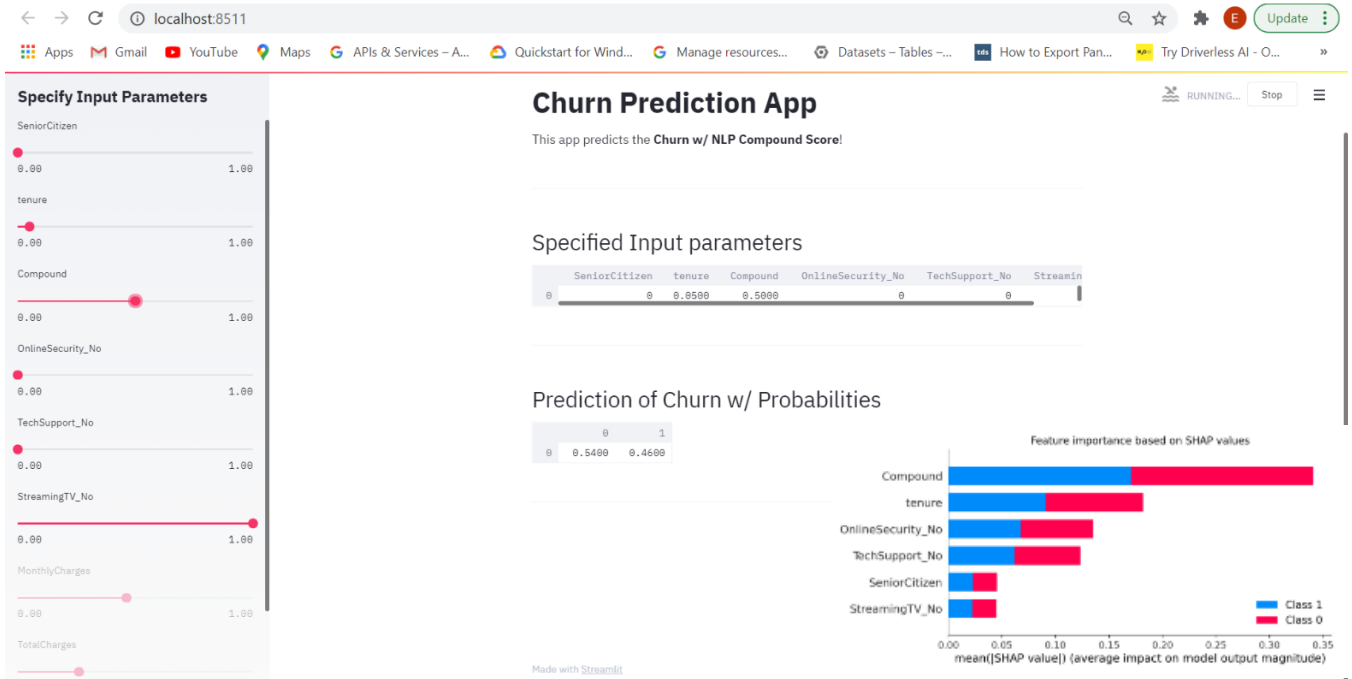 localhost:8511
E
Update
Apps
Gmail
YouTube
Maps
APIs & Services – A...
Quickstart for Wind...
Manage resources...
Datasets – Tables –...
tds
How to Export Pan...
Try Driverless AI - O...
»
Specify Input Parameters
SeniorCitizen
0.00 1.00
tenure
0.00 1.00
Compound
0.00 1.00
OnlineSecurity_No
0.00 1.00
TechSupport_No
0.00 1.00
StreamingTV_No
0.00 1.00
MonthlyCharges
0.00 1.00
TotalCharges
RUNNING... Stop
Churn Prediction App
This app predicts the Churn w/ NLP Compound Score!
Specified Input parameters
SeniorCitizen tenure Compound OnlineSecurity_No TechSupport_No Streamin
0 0 0.0500 0.5000 0 0
Prediction of Churn w/ Probabilities
0 1
0 0.5400 0.4600
Feature importance based on SHAP values
Compound
tenure
OnlineSecurity_No
TechSupport_No
SeniorCitizen
StreamingTV_No
Class 1
Class 0
0.00 0.05 0.10 0.15 0.20 0.25 0.30 0.35
mean(|SHAP value|) (average impact on model output magnitude)
Made with Streamlit